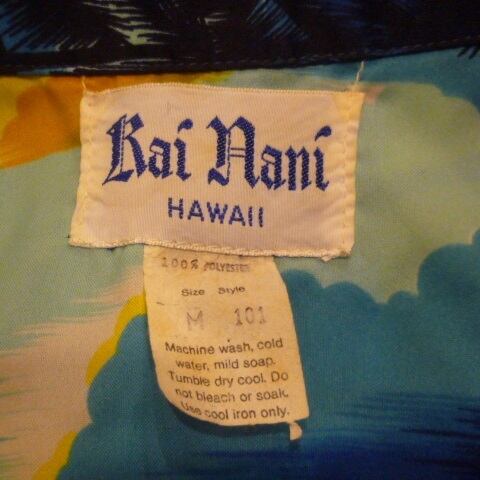 Kai Nani
HAWAII
100% POLYESTER
Size Style
M 101
Machine wash, cold
water, mild soap.
Tumble dry cool. Do
not bleach or soak.
Use cool iron only.